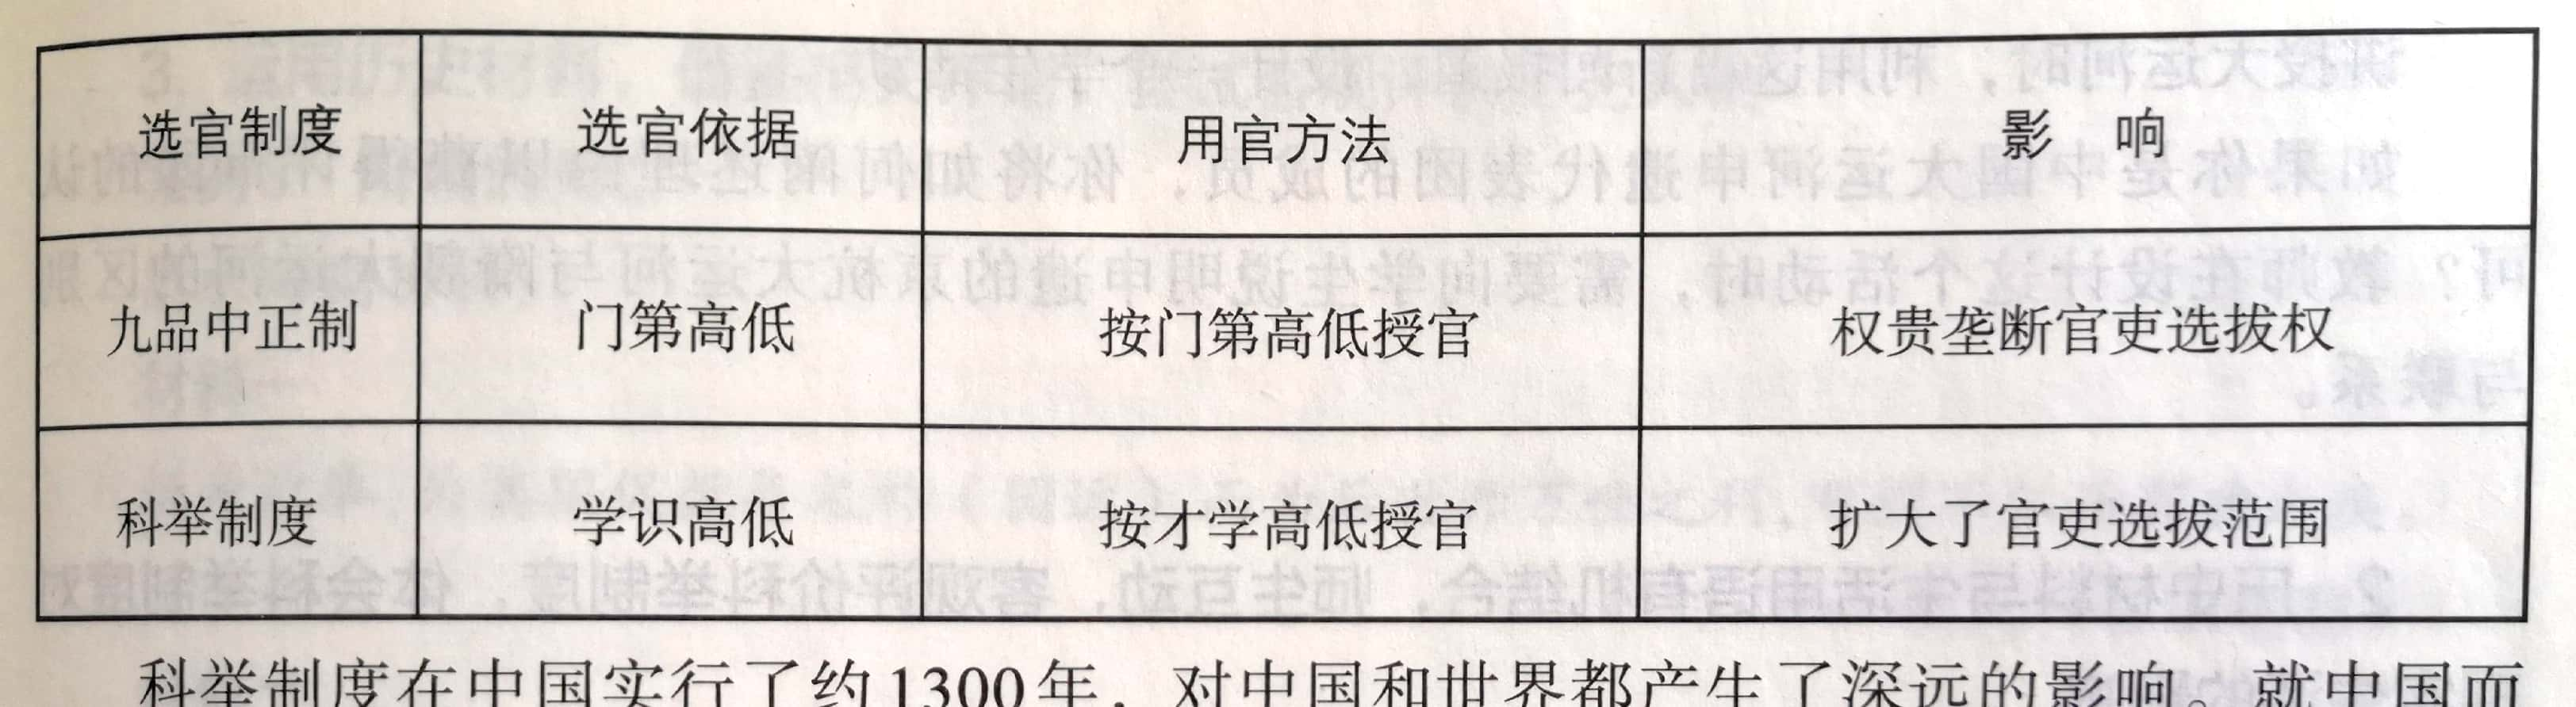 选官制度 选官依据 用官方法 影 响
九品中正制 门第高低 按门第高低授官 权贵垄断官吏选拔权
科举制度 学识高低 按才学高低授官 扩大了官吏选拔范围
科举制度在中国实行了约1300年，对中国和世界都产生了深远的影响。就中国而